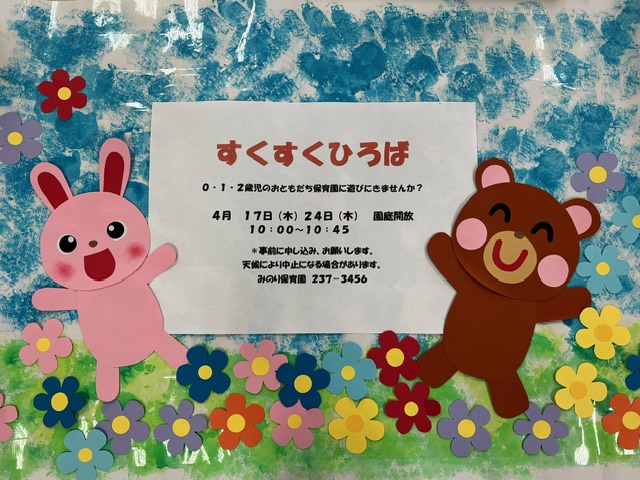 すくすくひろば
0・1・2歳児のおともだち保育園に遊びにきませんか?
4月 17日(木)24日(木) 園庭開放
10:00~10:45
*事前に申し込み、お願いします。
天候により中止になる場合があります。
みのり保育園 237-3456